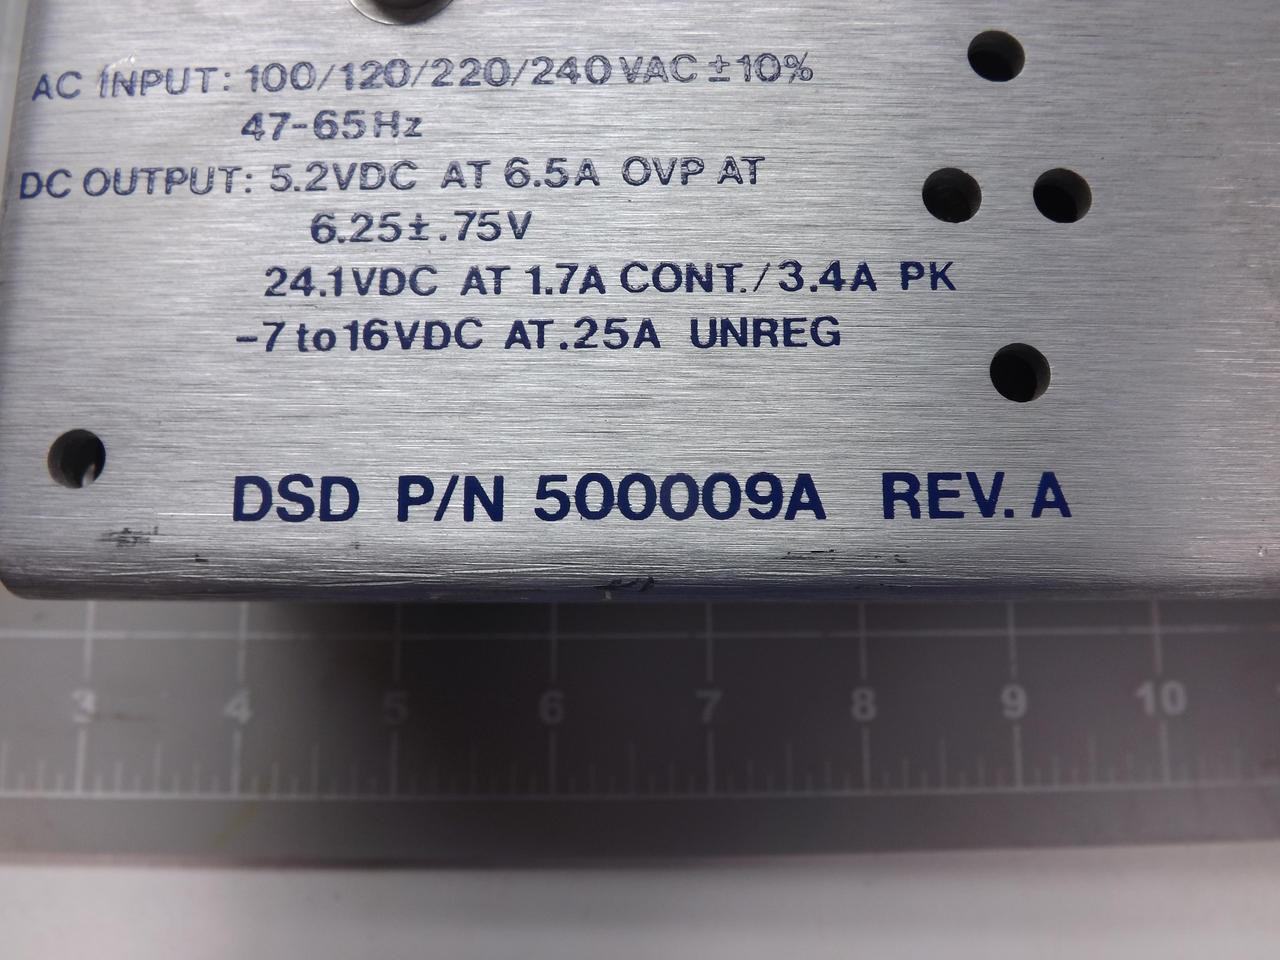 AC INPUT: 100/120/220/240VAC ±10%
47-65Hz
DC OUTPUT: 5.2VDC AT 6.5A OVP AT
6.25±.75V
24.1VDC AT 1.7A CONT./3.4A PK
-7 to 16VDC AT .25A UNREG
DSD P/N 500009A REV. A
3 4 5 6 7 8 9 10